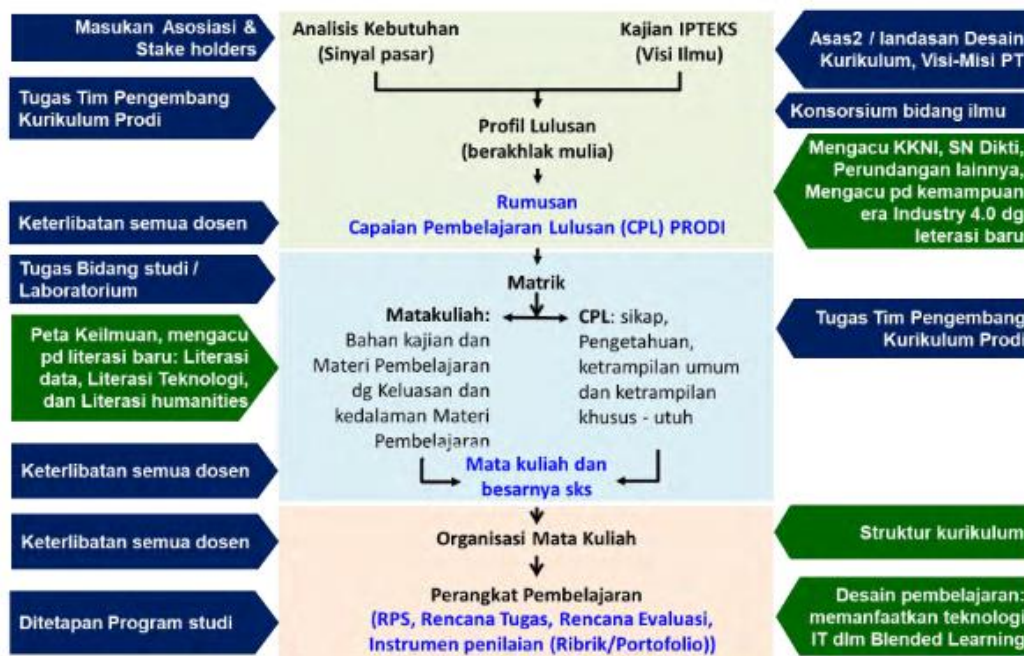 Masukan Asosiasi &
Stake holders
Analisis Kebutuhan
(Sinyal pasar)
Kajian IPTEKS
(Visi Ilmu)
Asas2 / landasan Desain
Kurikulum, Visi-Misi PT
Tugas Tim Pengembang
Kurikulum Prodi
Konsorsium bidang ilmu
Profil Lulusan
(berakhlak mulia)
Mengacu KKNI, SN Dikti,
Perundangan lainnya,
Mengacu pd kemampuan
era Industry 4.0 dg
leterasi baru
Keterlibatan semua dosen
Rumusan
Capaian Pembelajaran Lulusan (CPL) PRODI
Tugas Bidang studi /
Laboratorium
Matrik
Peta Keilmuan, mengacu
pd literasi baru: Literasi
data, Literasi Teknologi,
dan Literasi humanities
Matakuliah:
Bahan kajian dan
Materi Pembelajaran
dg Keluasan dan
kedalaman Materi
Pembelajaran
CPL: sikap,
Pengetahuan,
ketrampilan umum
dan ketrampilan
khusus - utuh
Tugas Tim Pengembang
Kurikulum Prodi
Keterlibatan semua dosen
Mata kuliah dan
besarnya sks
Keterlibatan semua dosen
Organisasi Mata Kuliah
Struktur kurikulum
Ditetapan Program studi
Perangkat Pembelajaran
(RPS, Rencana Tugas, Rencana Evaluasi,
Instrumen penilaian (Ribrik/Portofolio))
Desain pembelajaran:
memanfaatkan teknologi
IT dlm Blended Learning